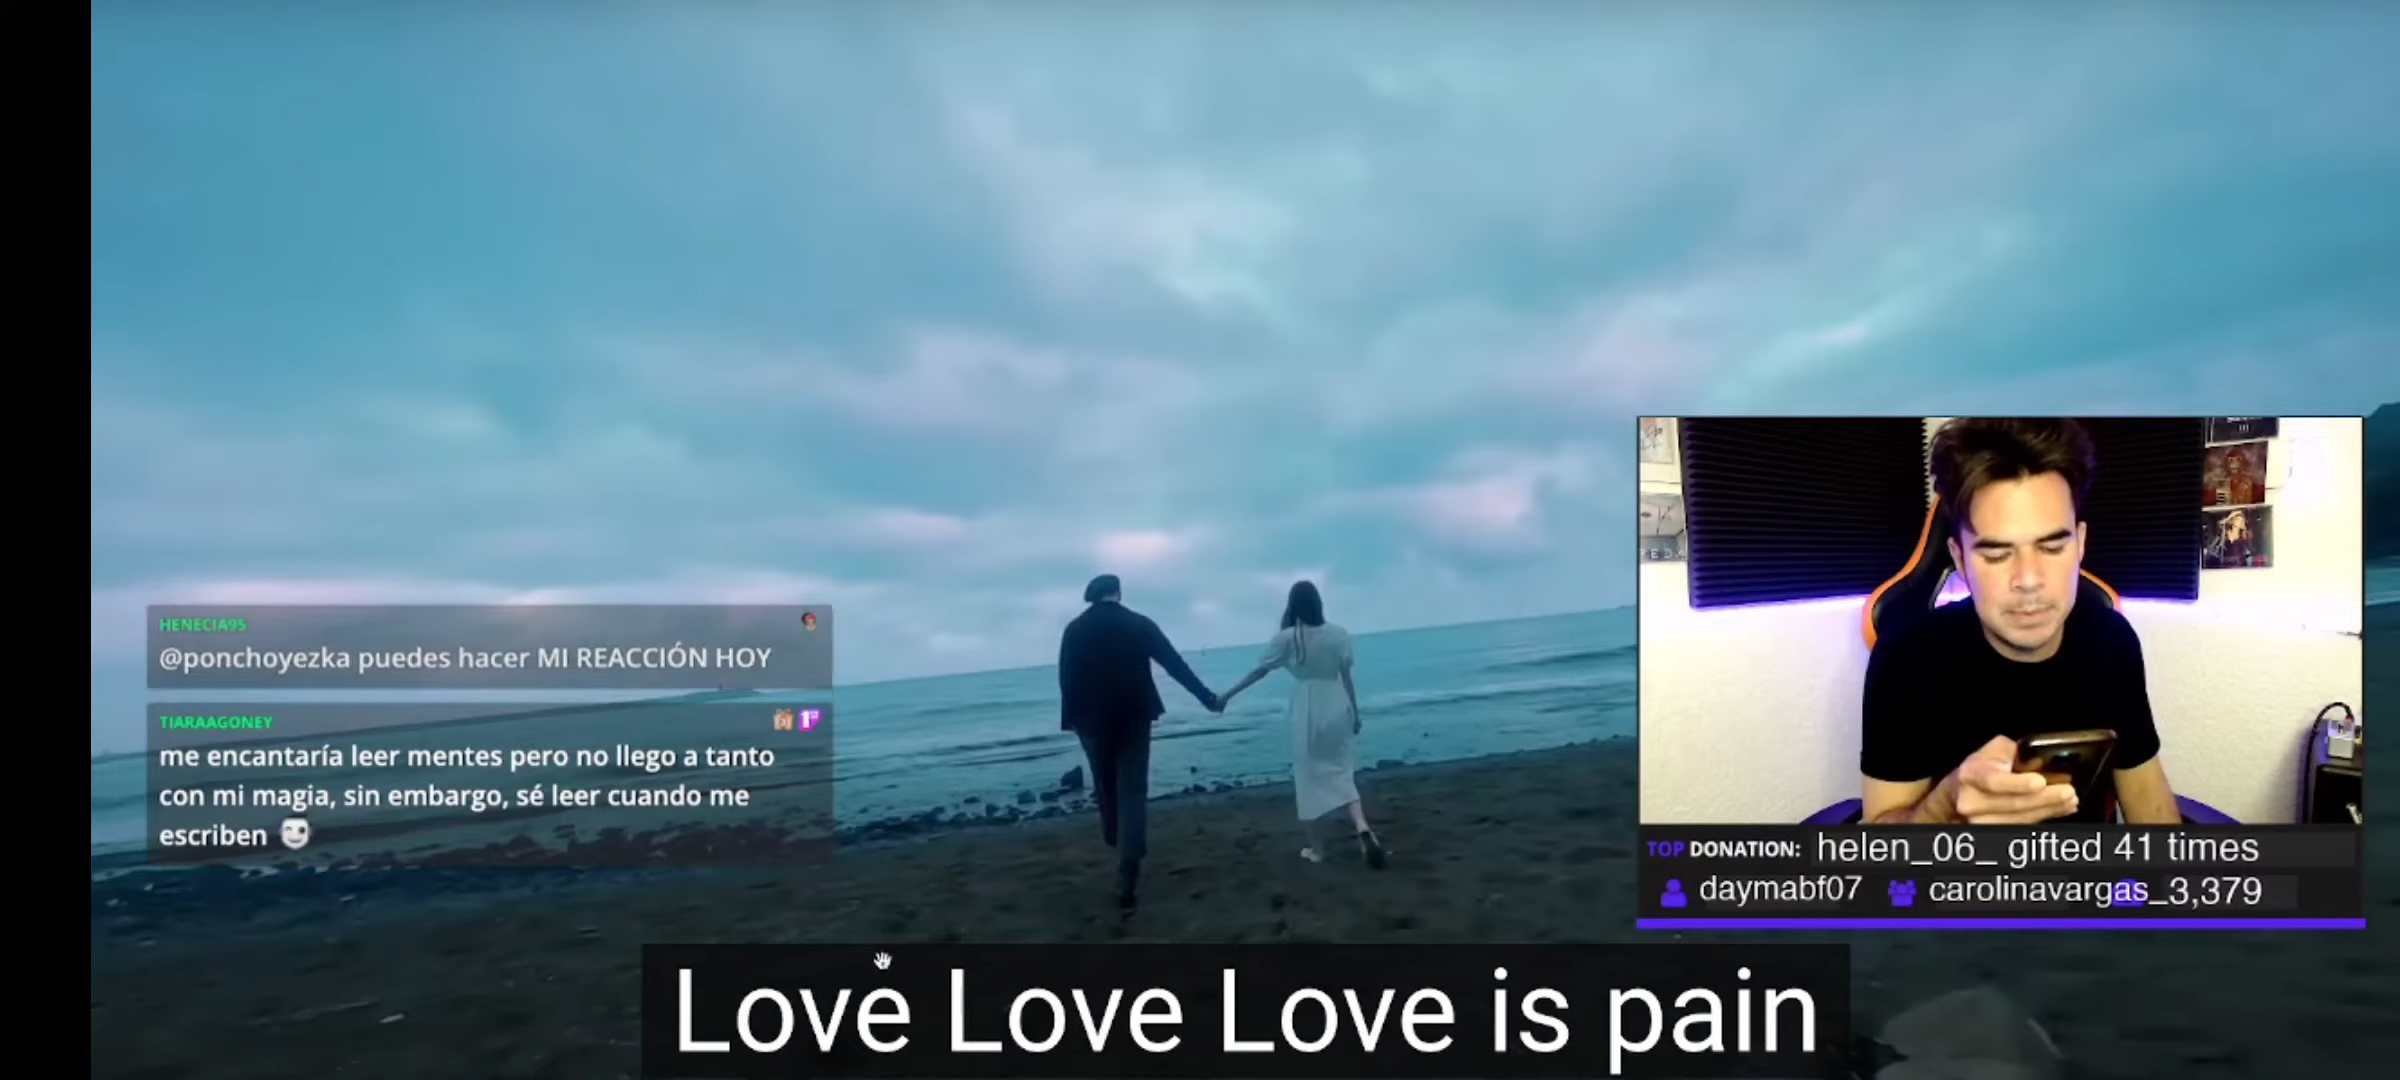 HENECIA95
@ponchoyezka puedes hacer MI REACCIÓN HOY
TIARAAGONEY
me encantaría leer mentes pero no llego a tanto
con mi magia, sin embargo, sé leer cuando me
escriben
TOP DONATION: helen_06_ gifted 41 times
daymabf07 carolinavargas_3,379
Love Love Love is pain